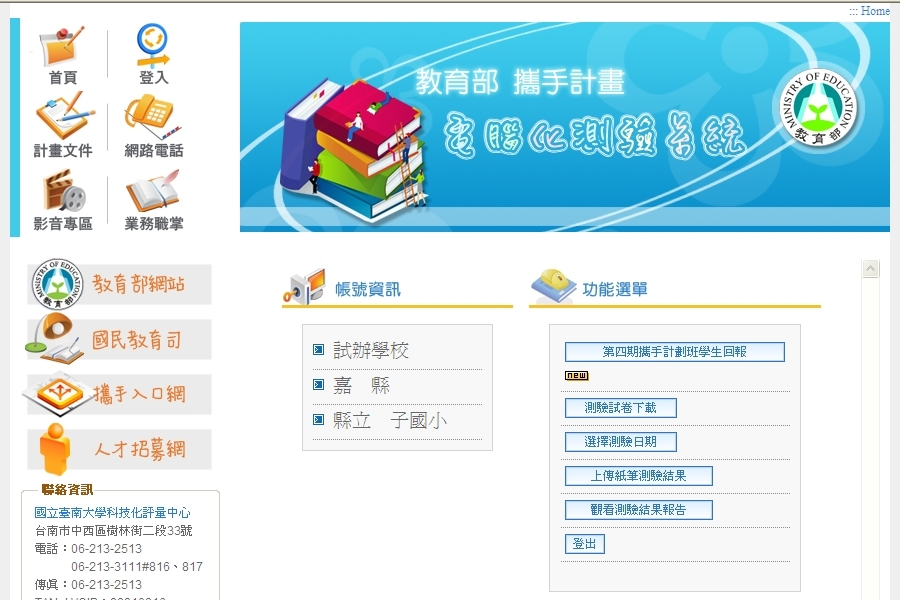 ::: Home
首頁
登入
計畫文件
網路電話
影音專區
業務職掌
教育部 攜手計畫
電腦化測驗系統
MINISTRY OF EDUCATION
教育部
MINISTRY OF EDUCATION
教育部
教育部網站
國民教育司
攜手入口網
人才招募網
聯絡資訊
國立臺南大學科技化評量中心
台南市中西區樹林街二段33號
電話：06-213-2513
06-213-3111#816、817
傳真：06-213-2513
帳號資訊
試辦學校
嘉 縣
縣立 子國小
功能選單
第四期攜手計劃班學生回報
new
測驗試卷下載
選擇測驗日期
上傳紙筆測驗結果
觀看測驗結果報告
登出